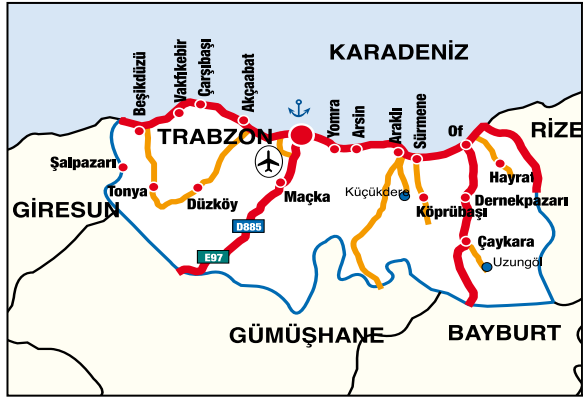 KARADENİZ
Beşikdüzü
Vakfıkebir
Çarşıbaşı
Akçaabat
TRABZON
Yomra
Arsin
Araklı
Sürmene
Of
RİZE
Şalpazarı
Tonya
Düzköy
Maçka
Küçükdere
Köprübaşı
Hayrat
Dernekpazarı
GİRESUN
D885
E97
Çaykara
Uzungöl
GÜMÜŞHANE
BAYBURT